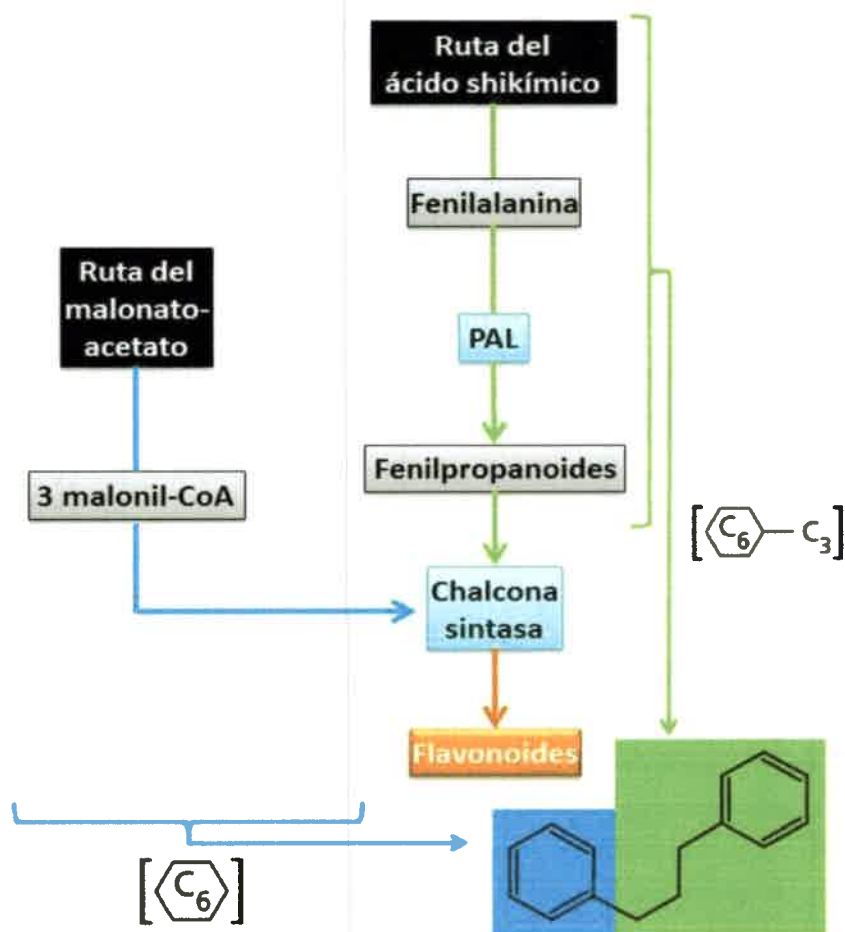 Ruta del
ácido shikímico
Fenilalanina
Ruta del
malonato-
acetato
PAL
Fenilpropanoides
3 malonil-CoA
[C₆ — C₃]
Chalcona
sintasa
Flavonoides
[C₆]